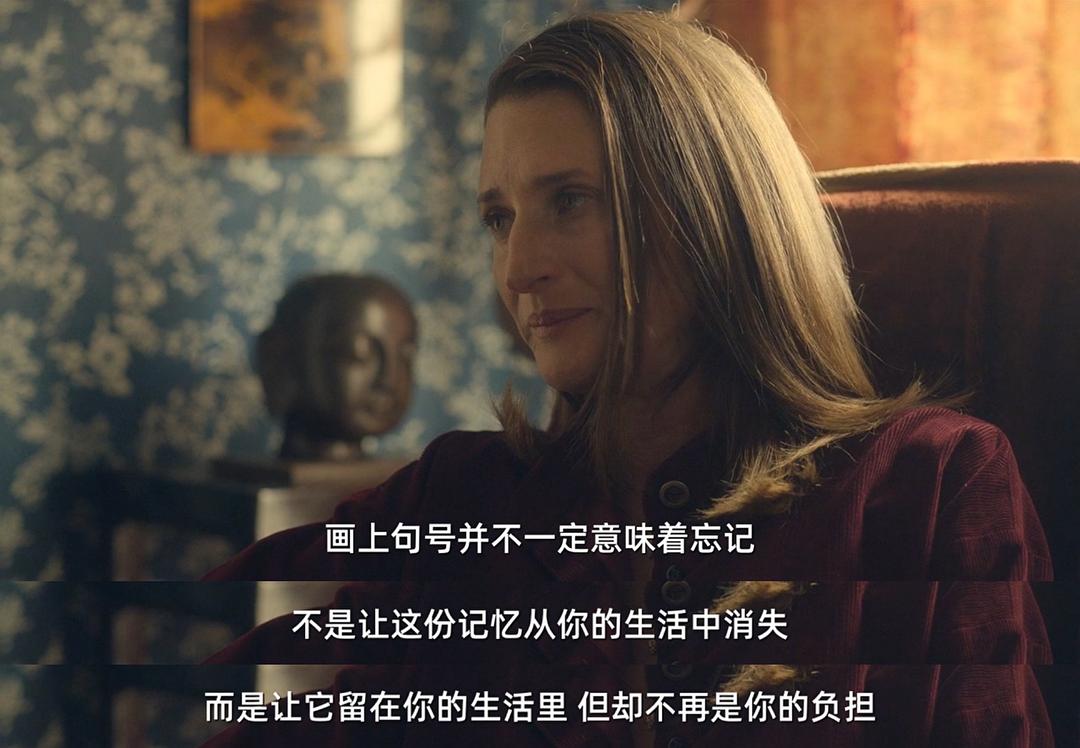 画上句号并不一定意味着忘记
不是让这份记忆从你的生活中消失
而是让它留在你的生活里 但却不再是你的负担